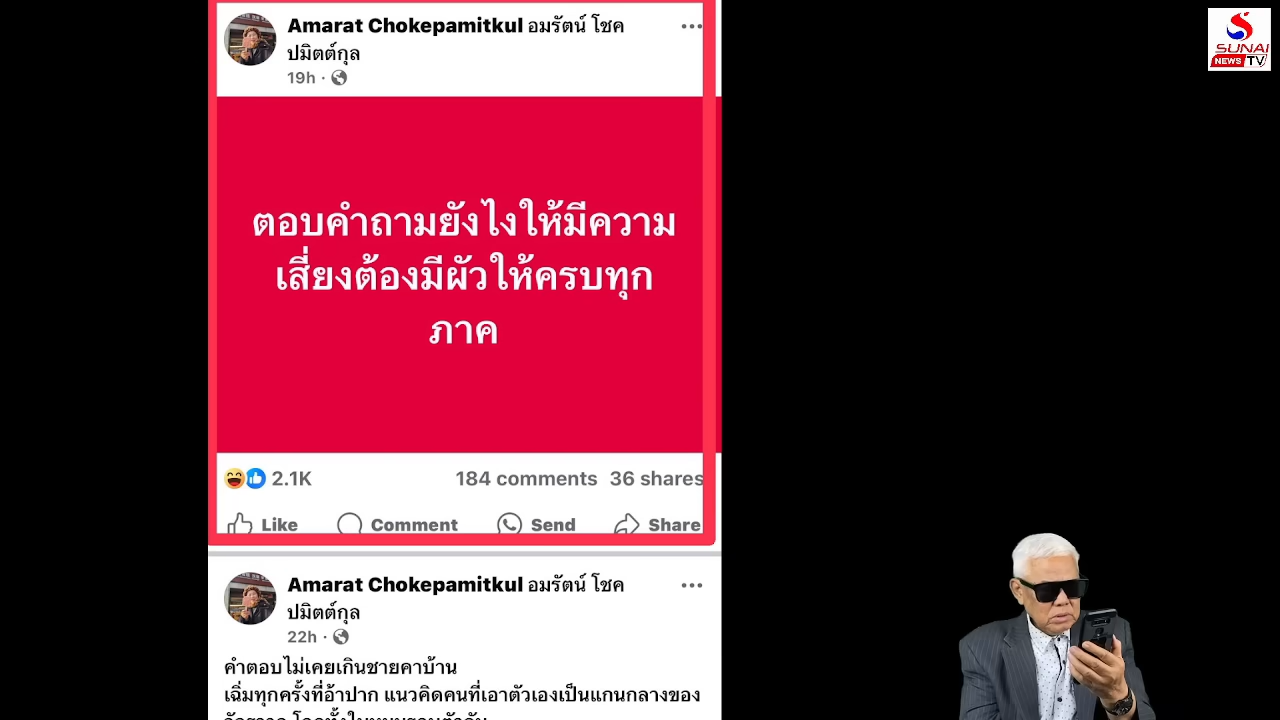 Amarat Chokepamitkul อมรัตน์ โชค
ปมิตต์กุล
19h ·
SUNAI
NEWS TV
ตอบคำถามยังไงให้มีความ
เสี่ยงต้องมีผัวให้ครบทุก
ภาค
2.1K 184 comments 36 shares
Like Comment Send Share
Amarat Chokepamitkul อมรัตน์ โชค
ปมิตต์กุล
22h ·
คำตอบไม่เคยเกินชายคาบ้าน
เฉิ่มทุกครั้งที่อ้าปาก แนวคิดคนที่เอาตัวเองเป็นแกนกลางของ